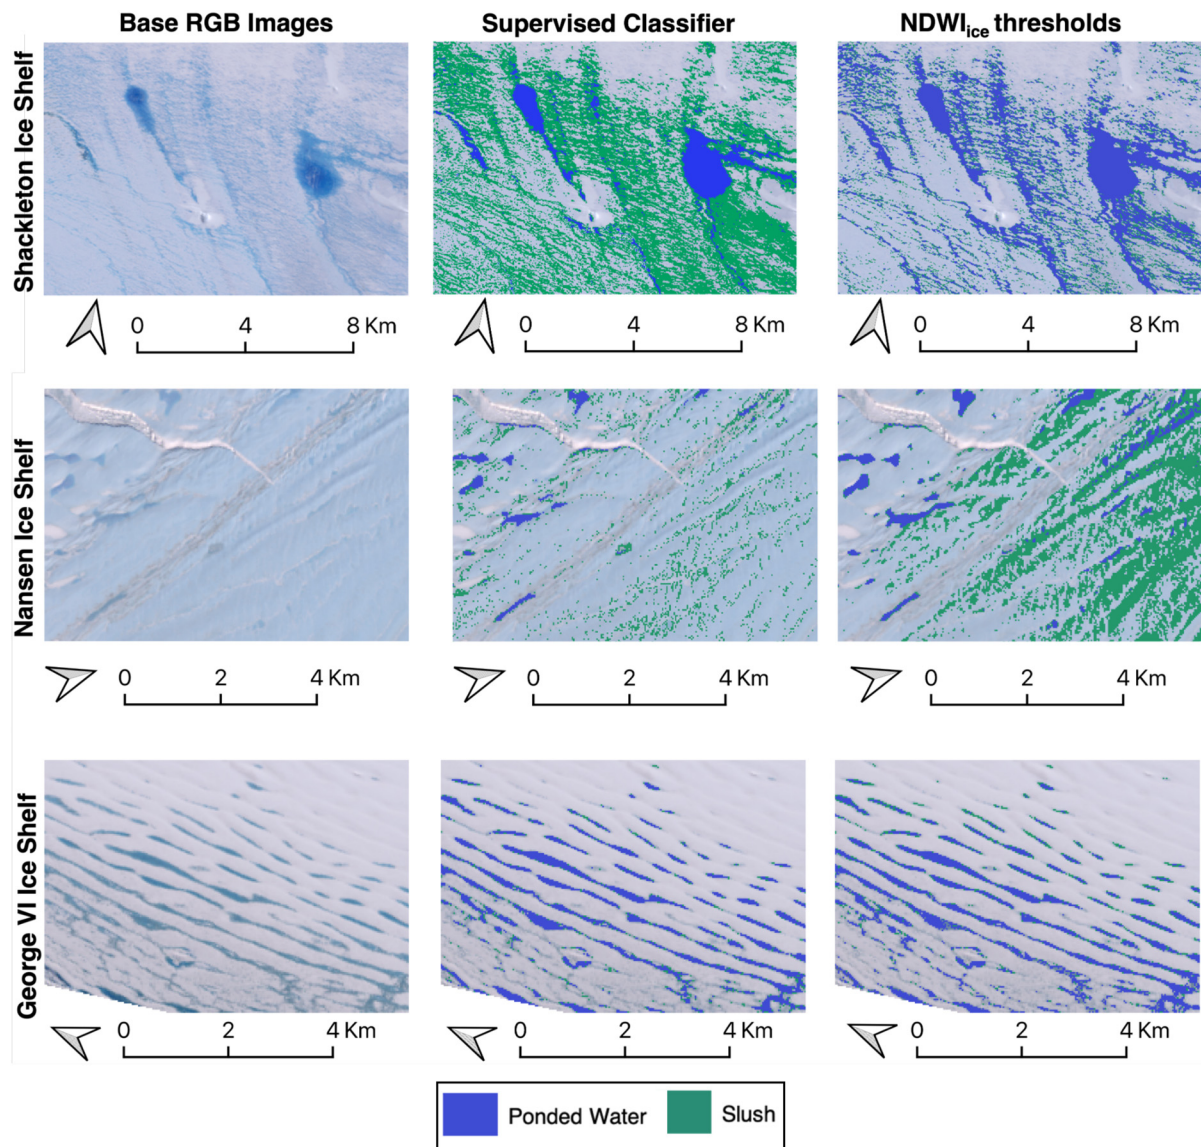 Base RGB Images
Supervised Classifier
NDWIice thresholds
Shackleton Ice Shelf
0 4 8 Km
0 4 8 Km
0 4 8 Km
Nansen Ice Shelf
0 2 4 Km
0 2 4 Km
0 2 4 Km
George VI Ice Shelf
0 2 4 Km
0 2 4 Km
0 2 4 Km
Ponded Water
Slush